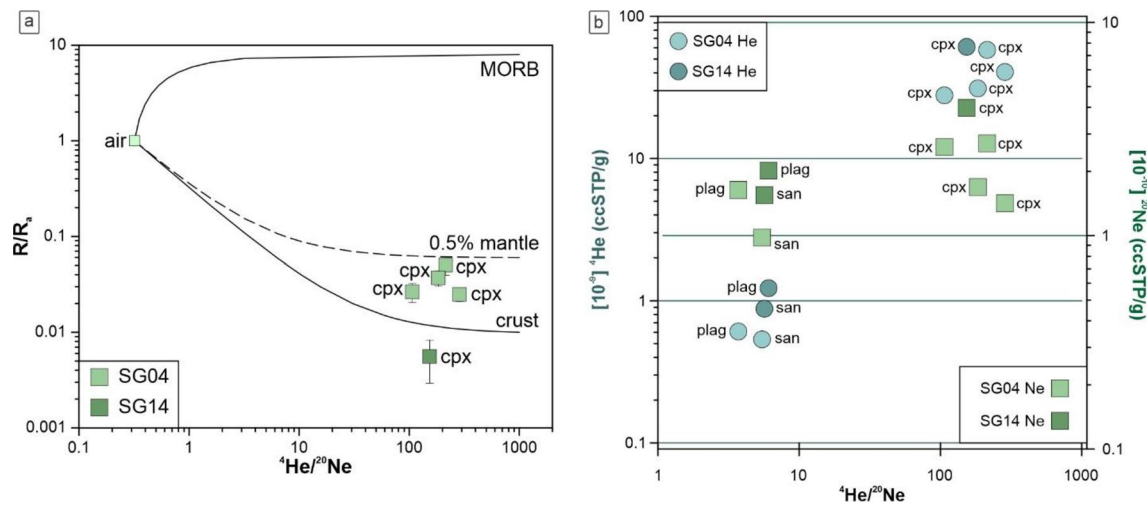 a
10
1
0.1
0.01
0.001
R/Rₐ
MORB
air
0.5% mantle
cpx
cpx
cpx
cpx
crust
cpx
SG04
SG14
0.1
1
10
100
1000
⁴He/²⁰Ne
b
100
10
1
0.1
[10⁻⁹] ⁴He (ccSTP/g)
SG04 He
SG14 He
cpx
cpx
cpx
cpx
cpx
cpx
cpx
cpx
cpx
cpx
plag
plag
san
san
plag
san
plag
san
SG04 Ne
SG14 Ne
10
1
0.1
[10⁻¹⁰] ²⁰Ne (ccSTP/g)
1
10
100
1000
⁴He/²⁰Ne